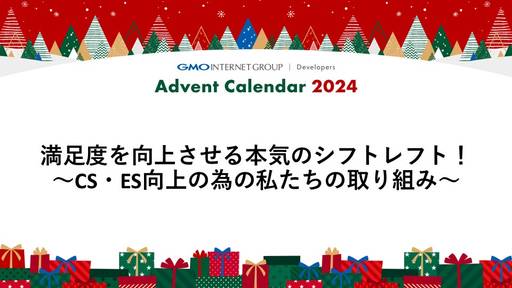 GMO INTERNET GROUP | Developers
Advent Calendar 2024
満足度を向上させる本気のシフトレフト！
～CS・ES向上の為の私たちの取り組み～